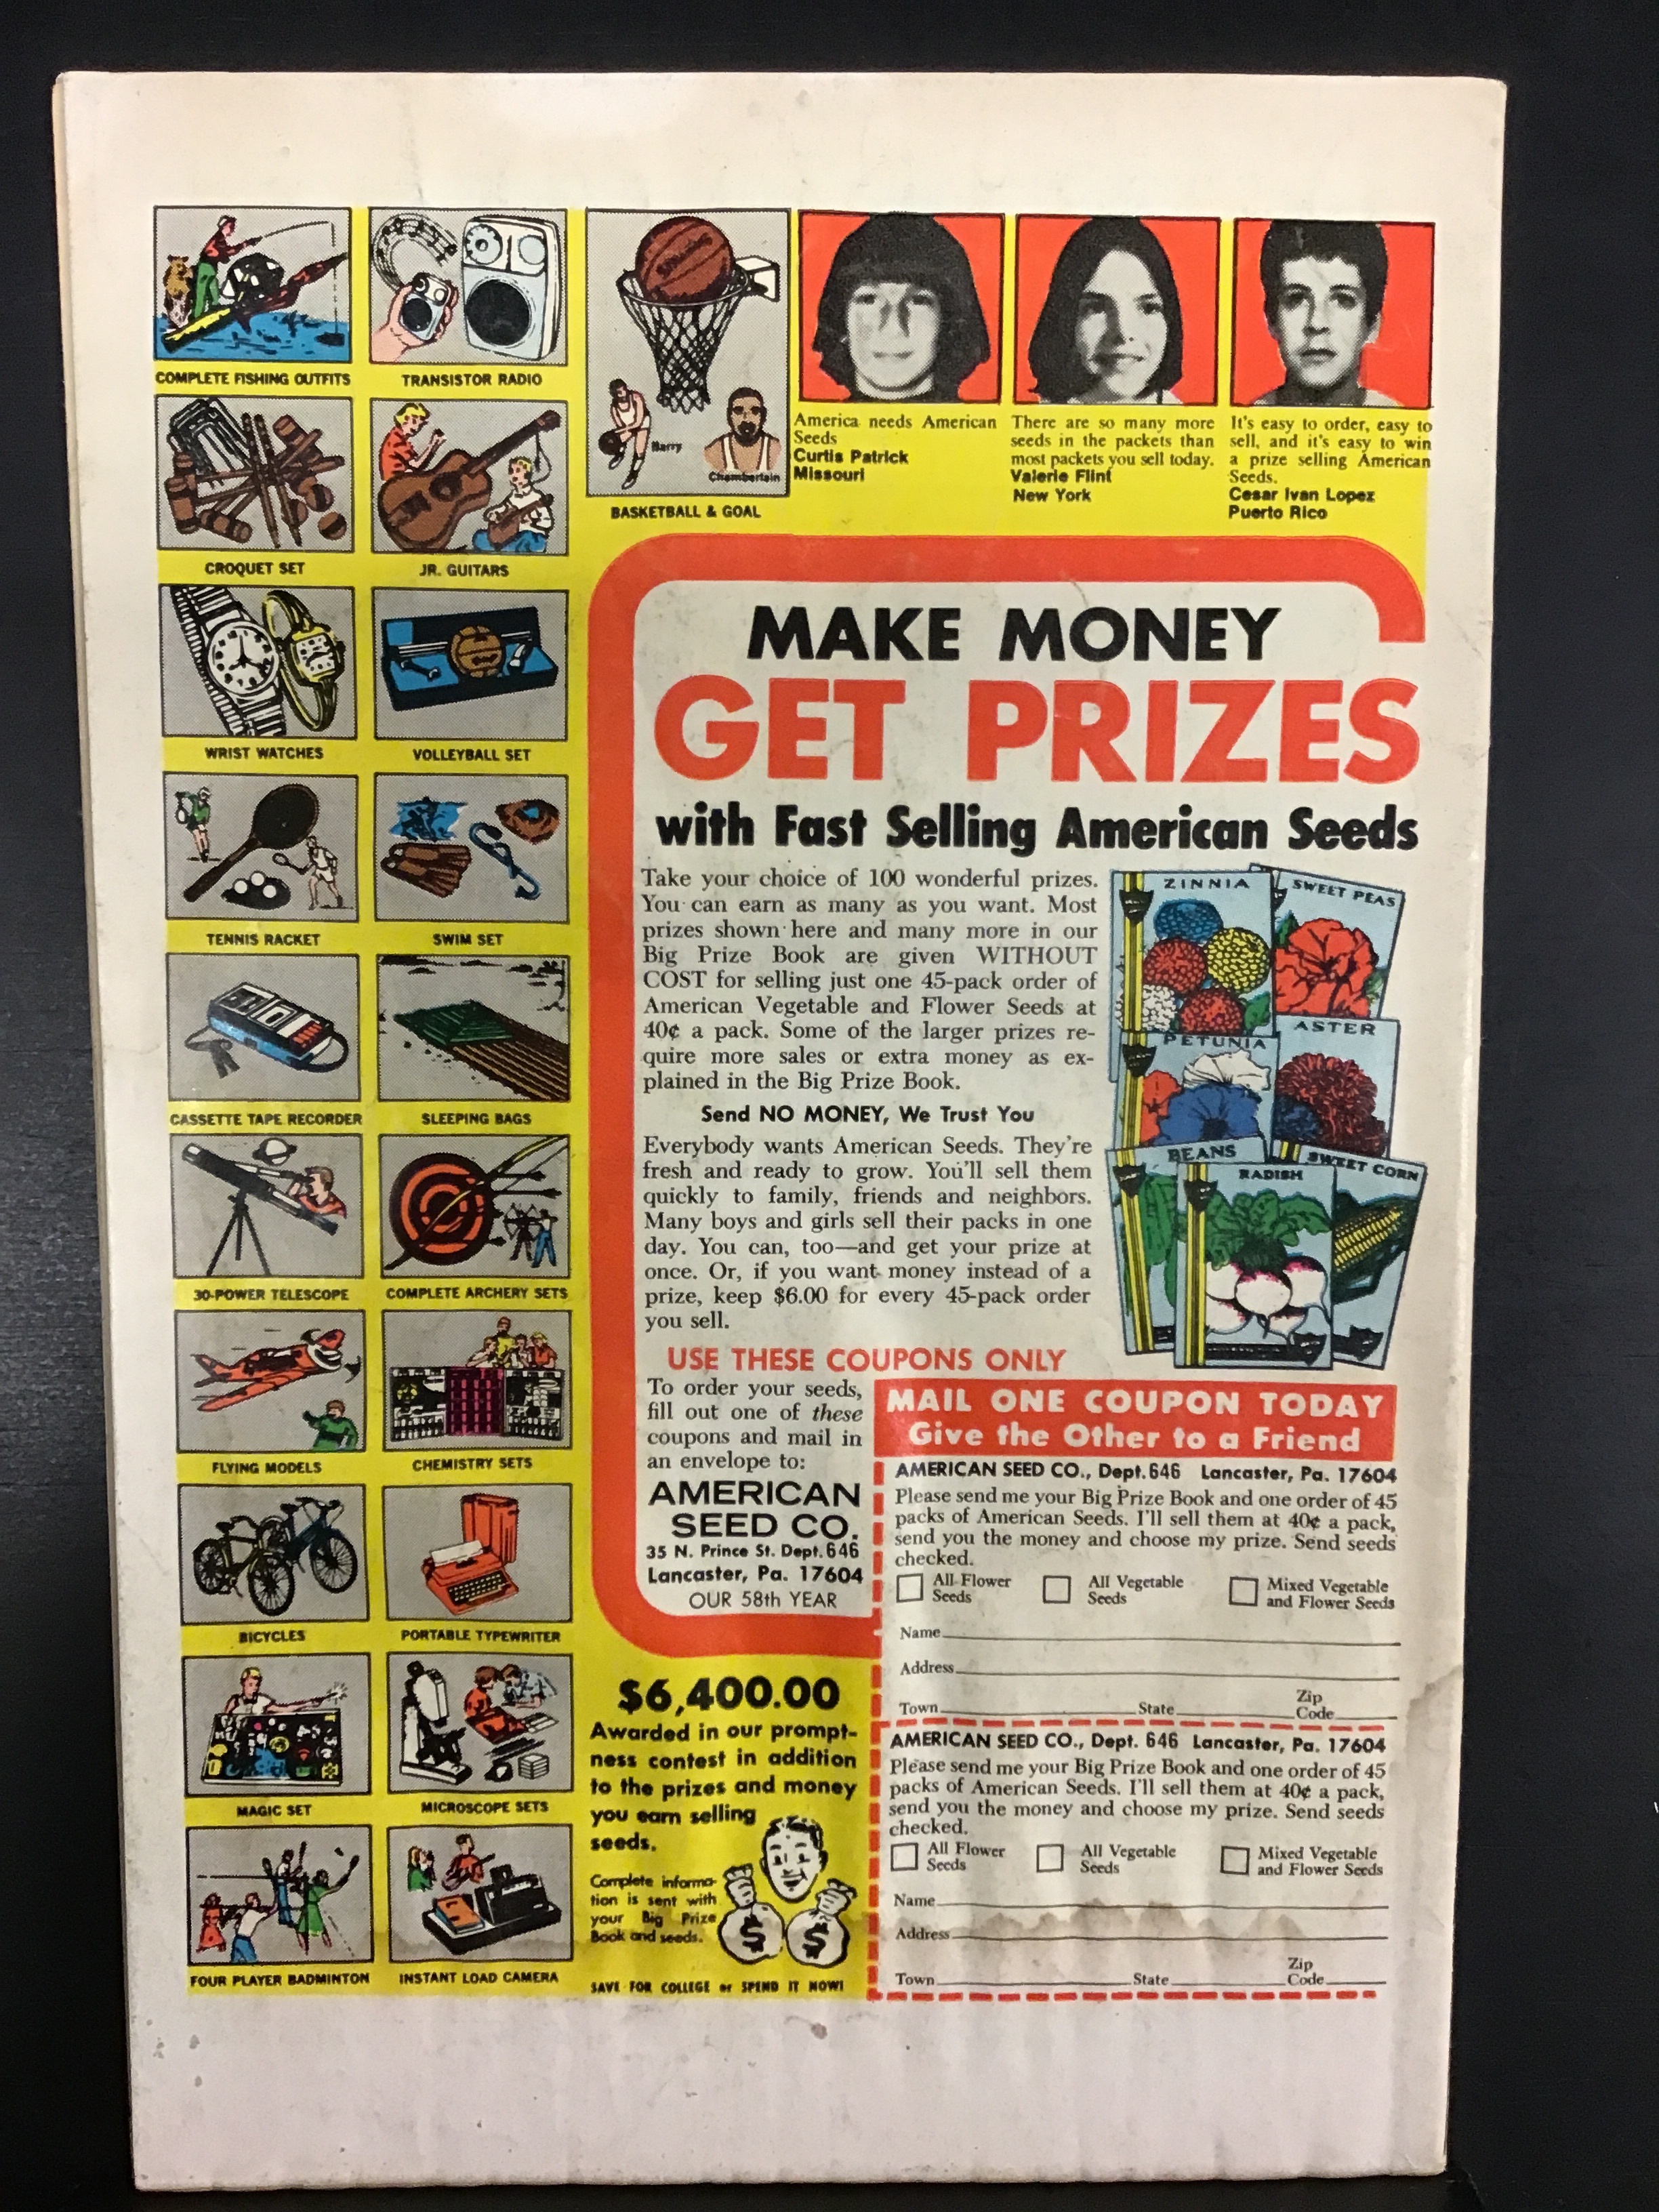 COMPLETE FISHING OUTFITS
TRANSISTOR RADIO
CROQUET SET
JR. GUITARS
WRIST WATCHES
VOLLEYBALL SET
TENNIS RACKET
SWIM SET
CASSETTE TAPE RECORDER
SLEEPING BAGS
30-POWER TELESCOPE
COMPLETE ARCHERY SETS
FLYING MODELS
CHEMISTRY SETS
BICYCLES
PORTABLE TYPEWRITER
MAGIC SET
MICROSCOPE SETS
FOUR PLAYER BADMINTON
INSTANT LOAD CAMERA
SPALDING
Barry
Chamberlain
BASKETBALL & GOAL
America needs American
Seeds
Curtis Patrick
Missouri
There are so many more
seeds in the packets than
most packets you sell today.
Valerie Flint
New York
It's easy to order, easy to
sell, and it's easy to win
a prize selling American
Seeds.
Cesar Ivan Lopez
Puerto Rico
MAKE MONEY
GET PRIZES
with Fast Selling American Seeds
Take your choice of 100 wonderful prizes.
You can earn as many as you want. Most
prizes shown here and many more in our
Big Prize Book are given WITHOUT
COST for selling just one 45-pack order of
American Vegetable and Flower Seeds at
40¢ a pack. Some of the larger prizes re-
quire more sales or extra money as ex-
plained in the Big Prize Book.
Send NO MONEY, We Trust You
Everybody wants American Seeds. They're
fresh and ready to grow. You'll sell them
quickly to family, friends and neighbors.
Many boys and girls sell their packs in one
day. You can, too—and get your prize at
once. Or, if you want money instead of a
prize, keep $6.00 for every 45-pack order
you sell.
ZINNIA
SWEET PEAS
PETUNIA
ASTER
BEANS
RADISH
SWEET CORN
USE THESE COUPONS ONLY
To order your seeds,
fill out one of these
coupons and mail in
an envelope to:
AMERICAN
SEED CO.
35 N. Prince St. Dept. 646
Lancaster, Pa. 17604
OUR 58th YEAR
$6,400.00
Awarded in our prompt-
ness contest in addition
to the prizes and money
you earn selling
seeds.
Complete informa-
tion is sent with
your Big Prize
Book and seeds.
$ $
SAVE FOR COLLEGE or SPEND IT NOW!
MAIL ONE COUPON TODAY
Give the Other to a Friend
AMERICAN SEED CO., Dept. 646 Lancaster, Pa. 17604
Please send me your Big Prize Book and one order of 45
packs of American Seeds. I'll sell them at 40¢ a pack,
send you the money and choose my prize. Send seeds
checked.
All Flower Seeds All Vegetable Seeds Mixed Vegetable and Flower Seeds
Name
Address
Town State Zip Code
AMERICAN SEED CO., Dept. 646 Lancaster, Pa. 17604
Please send me your Big Prize Book and one order of 45
packs of American Seeds. I'll sell them at 40¢ a pack,
send you the money and choose my prize. Send seeds
checked.
All Flower Seeds All Vegetable Seeds Mixed Vegetable and Flower Seeds
Name
Address
Town State Zip Code